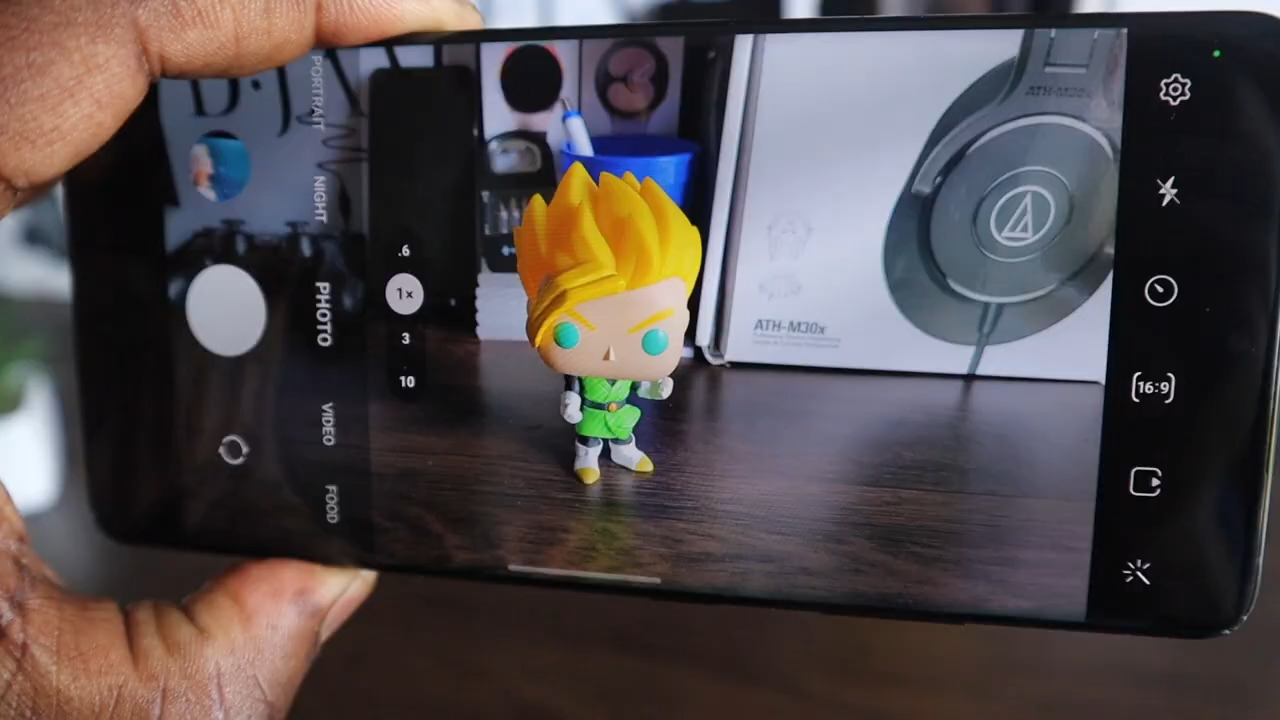 PORTRAIT
NIGHT
PHOTO
VIDEO
FOOD
.6
1×
3
10
ATH-M30x
ATH-M30x
16:9